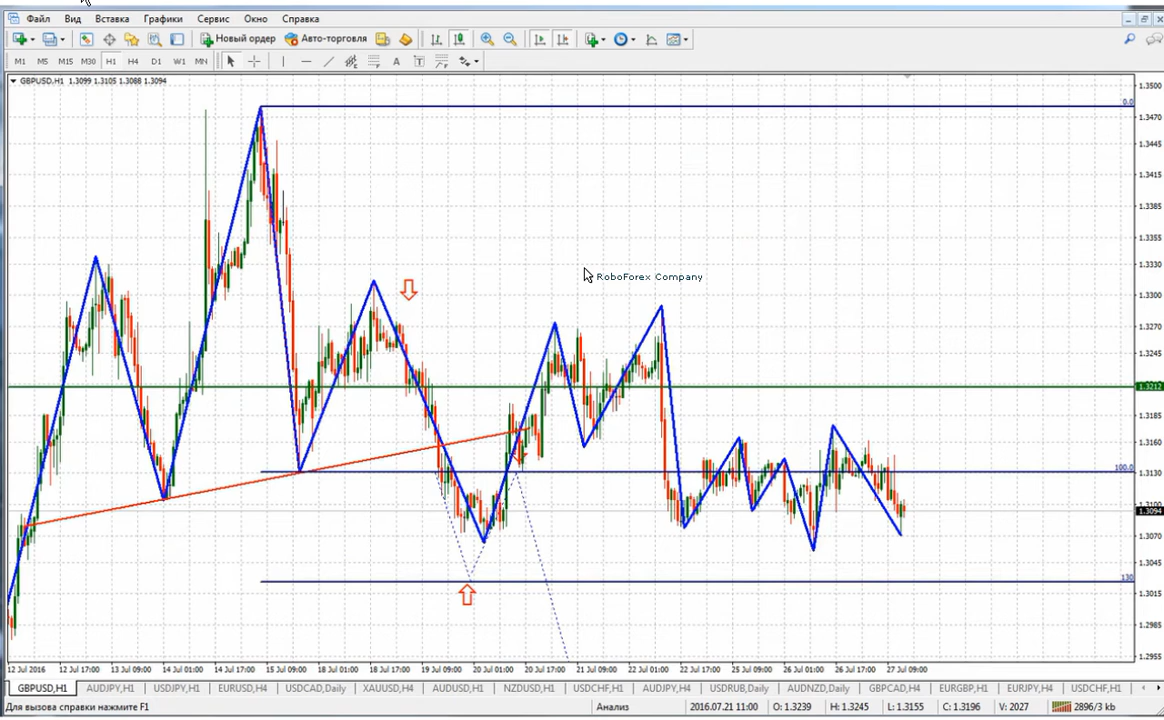 Файл Вид Вставка Графики Сервис Окно Справка
Новый ордер Авто-торговля
M1 M5 M15 M30 H1 H4 D1 W1 MN A T
GBPUSD,H1 1.3099 1.3105 1.3088 1.3094
1.3500
0.0
1.3470
1.3445
1.3415
1.3385
1.3355
1.3330
RoboForex Company
1.3300
1.3270
1.3245
1.3212
1.3185
1.3160
100.0
1.3130
1.3094
1.3070
1.3045
130
1.3015
1.2985
1.2955
12 Jul 2016 12 Jul 17:00 13 Jul 09:00 14 Jul 01:00 14 Jul 17:00 15 Jul 09:00 18 Jul 01:00 18 Jul 17:00 19 Jul 09:00 20 Jul 01:00 20 Jul 17:00 21 Jul 09:00 22 Jul 01:00 22 Jul 17:00 25 Jul 09:00 26 Jul 01:00 26 Jul 17:00 27 Jul 09:00
GBPUSD,H1 AUDJPY,H1 USDJPY,H1 EURUSD,H4 USDCAD,Daily XAUUSD,H4 AUDUSD,H1 NZDUSD,H1 USDCHF,H1 AUDJPY,H4 USDRUB,Daily AUDNZD,Daily GBPCAD,H4 EURGBP,H1 EURJPY,H4 USDCHF,H1
Для вызова справки нажмите F1 Анализ 2016.07.21 11:00 O: 1.3239 H: 1.3245 L: 1.3155 C: 1.3196 V: 2027 2896/3 kb